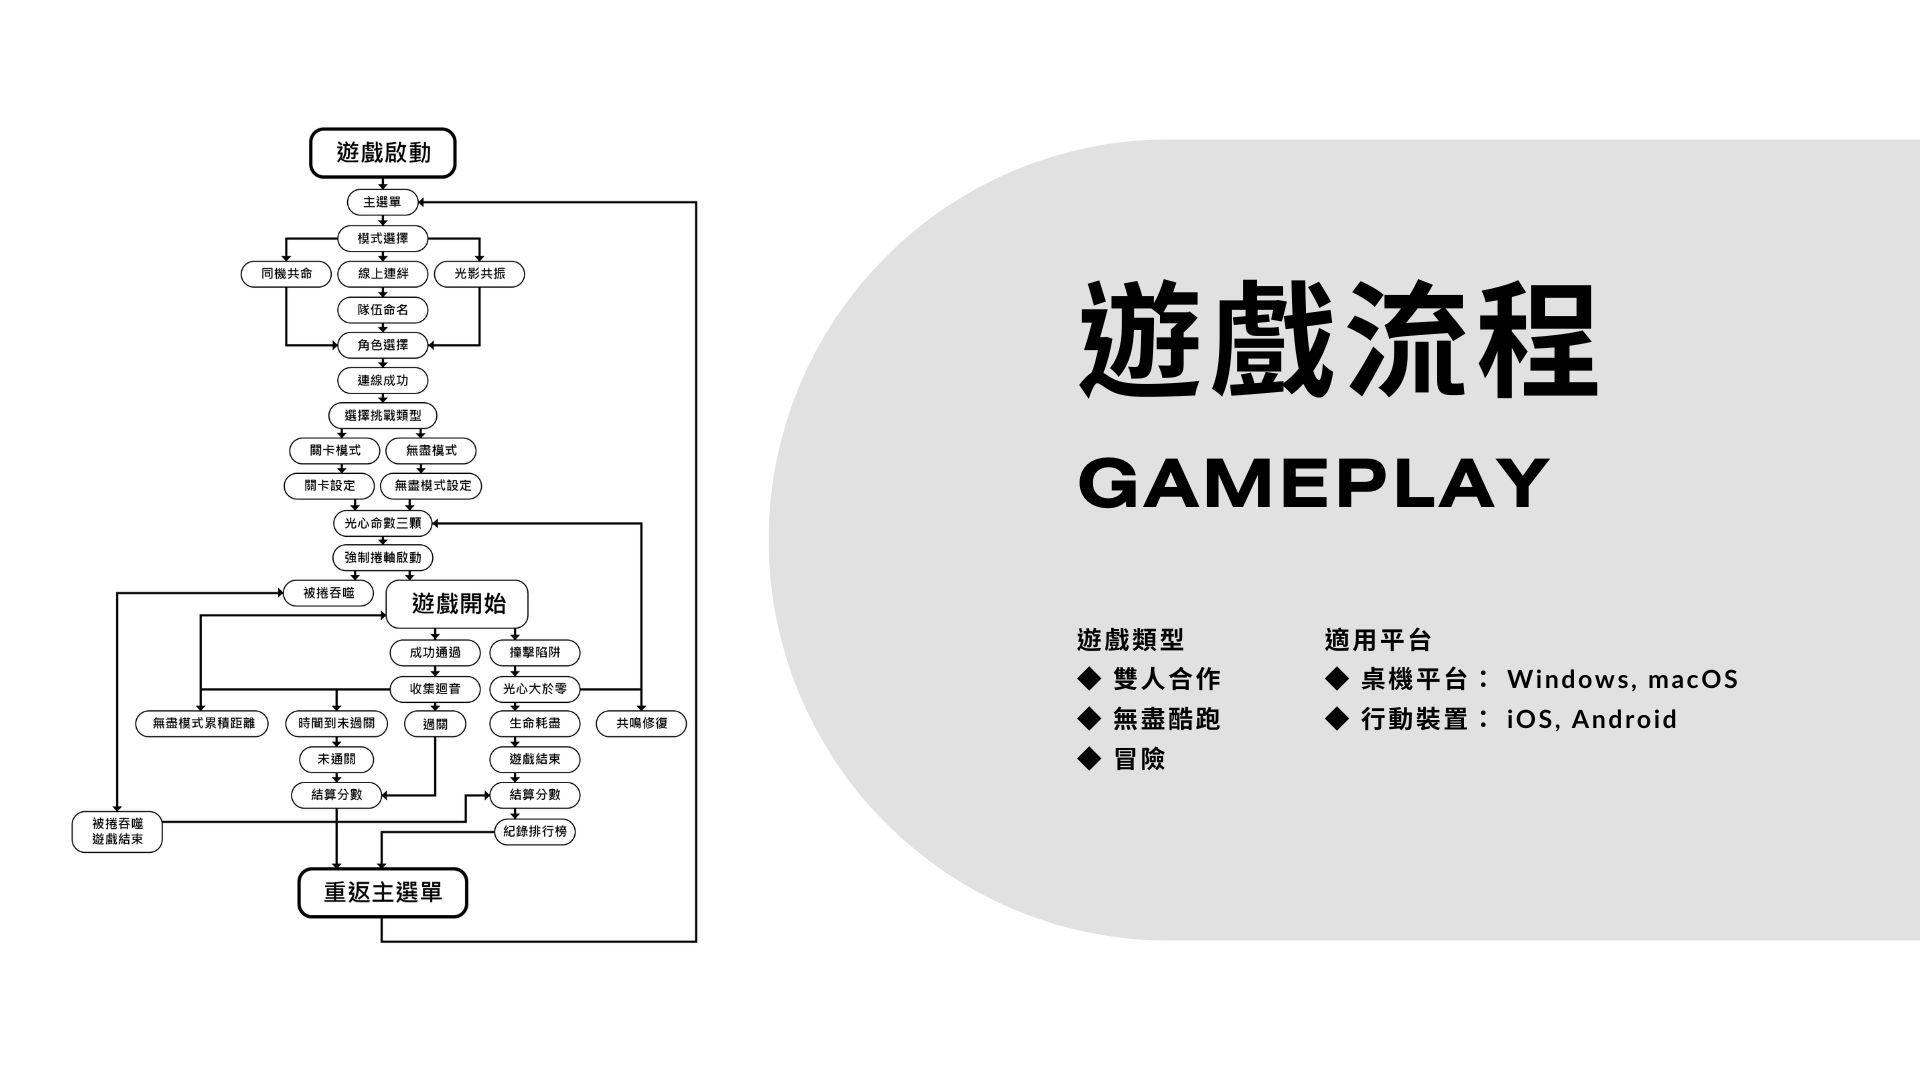 遊戲啟動
主選單
模式選擇
同機共命
線上連絆
光影共振
隊伍命名
角色選擇
連線成功
選擇挑戰類型
關卡模式
無盡模式
關卡設定
無盡模式設定
光心命數三顆
強制捲軸啟動
被捲吞噬
遊戲開始
成功通過
撞擊陷阱
收集迴音
光心大於零
無盡模式累積距離
時間到未過關
過關
生命耗盡
共鳴修復
未通關
遊戲結束
結算分數
結算分數
被捲吞噬
遊戲結束
紀錄排行榜
重返主選單
遊戲流程
GAMEPLAY
遊戲類型
◆ 雙人合作
◆ 無盡酷跑
◆ 冒險
適用平台
◆ 桌機平台： Windows, macOS
◆ 行動裝置： iOS, Android